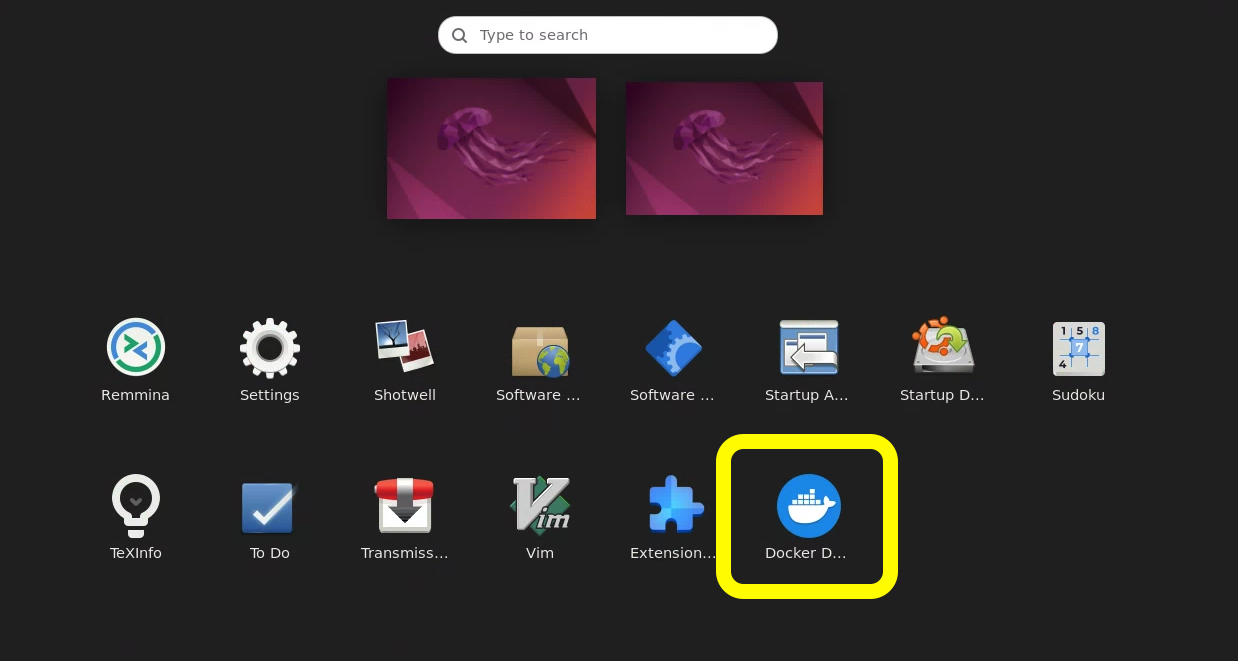 Type to search
Remmina
Settings
Shotwell
Software ...
Software ...
Startup A...
Startup D...
1 5 8
7
4
Sudoku
TeXInfo
To Do
Transmiss...
Vim
Vim
Extension...
Docker D...